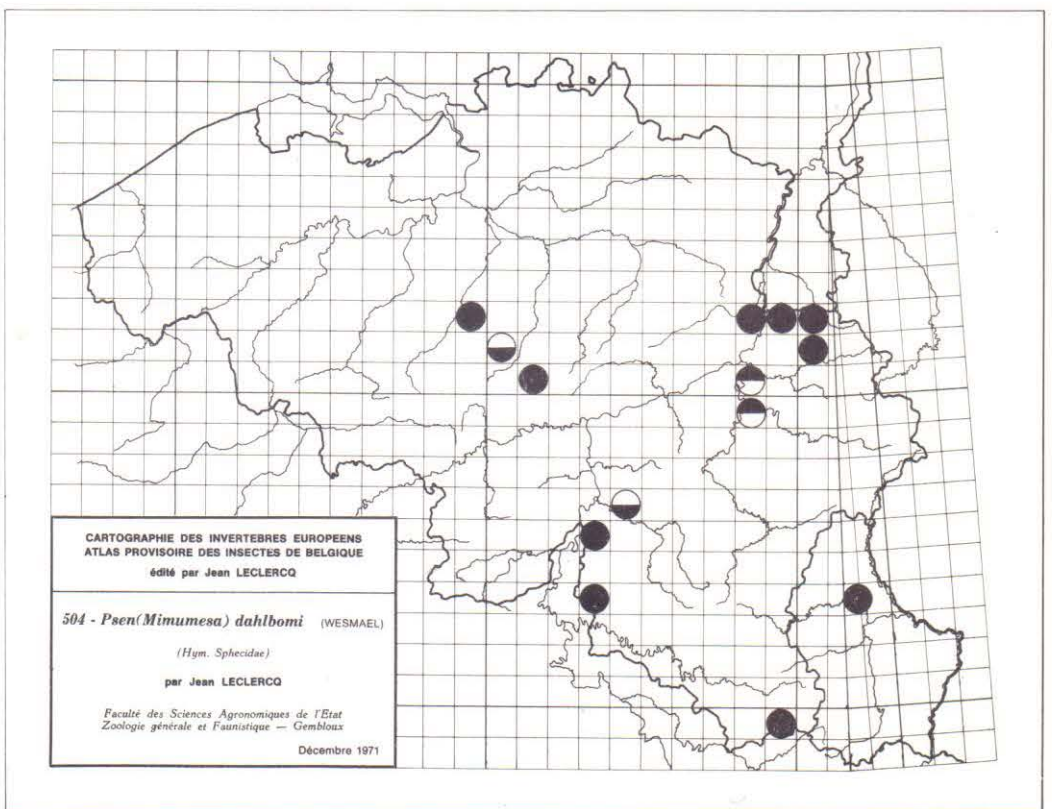 CARTOGRAPHIE DES INVERTEBRES EUROPEENS
ATLAS PROVISOIRE DES INSECTES DE BELGIQUE
édité par Jean LECLERCQ
504 - Psen(Mimumesa) dahlbomi (WESMAEL)
(Hym. Sphecidae)
par Jean LECLERCQ
Faculté des Sciences Agronomiques de l'Etat
Zoologie générale et Faunistique — Gembloux
Décembre 1971